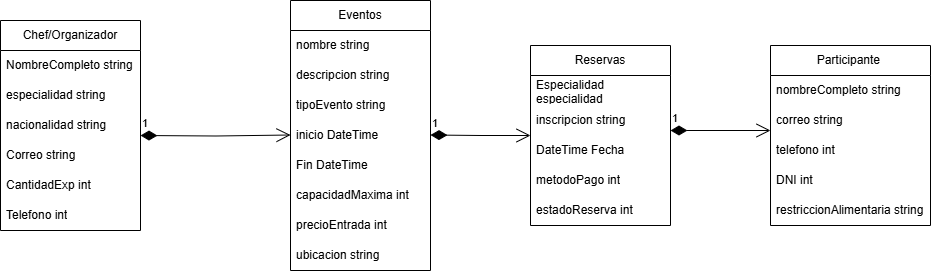 Chef/Organizador
NombreCompleto string
especialidad string
nacionalidad string
Correo string
CantidadExp int
Telefono int
1
Eventos
nombre string
descripcion string
tipoEvento string
inicio DateTime
Fin DateTime
capacidadMaxima int
precioEntrada int
ubicacion string
1
Reservas
Especialidad
especialidad
inscripcion string
DateTime Fecha
metodoPago int
estadoReserva int
1
Participante
nombreCompleto string
correo string
telefono int
DNI int
restriccionAlimentaria string